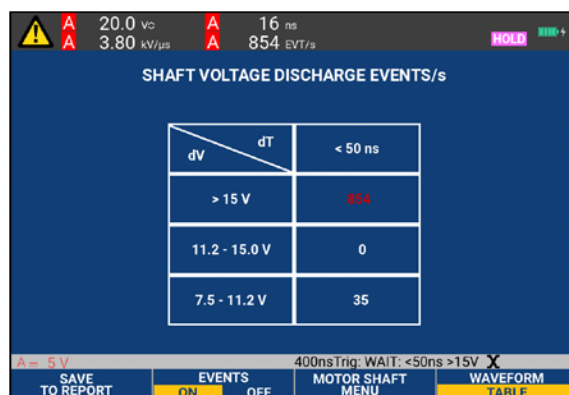 A 20.0 Vᴅ A 16 ns
A 3.80 kV/µs A 854 EVT/s
HOLD
SHAFT VOLTAGE DISCHARGE EVENTS/s
dV dT < 50 ns
> 15 V 854
11.2 - 15.0 V 0
7.5 - 11.2 V 35
A= 5 V 400nsTrig: WAIT: <50ns >15V X
SAVE TO REPORT EVENTS MOTOR SHAFT MENU WAVEFORM
ON OFF TABLE